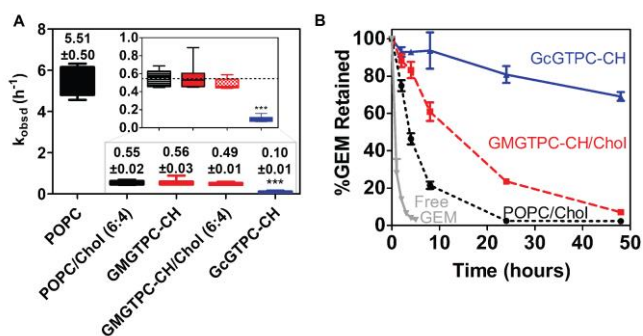 A
k_obsd (h⁻¹)
8
6
4
2
0
5.51
±0.50
1.0
0.8
0.6
0.4
0.2
0.0
***
0.55
±0.02
0.56
±0.03
0.49
±0.01
0.10
±0.01
***
POPC
POPC/Chol (6:4)
GMGTPC-CH
GMGTPC-CH/Chol (6:4)
GcGTPC-CH
B
%GEM Retained
100
80
60
40
20
0
GcGTPC-CH
GMGTPC-CH/Chol
Free
GEM
POPC/Chol
0
20
40
60
Time (hours)